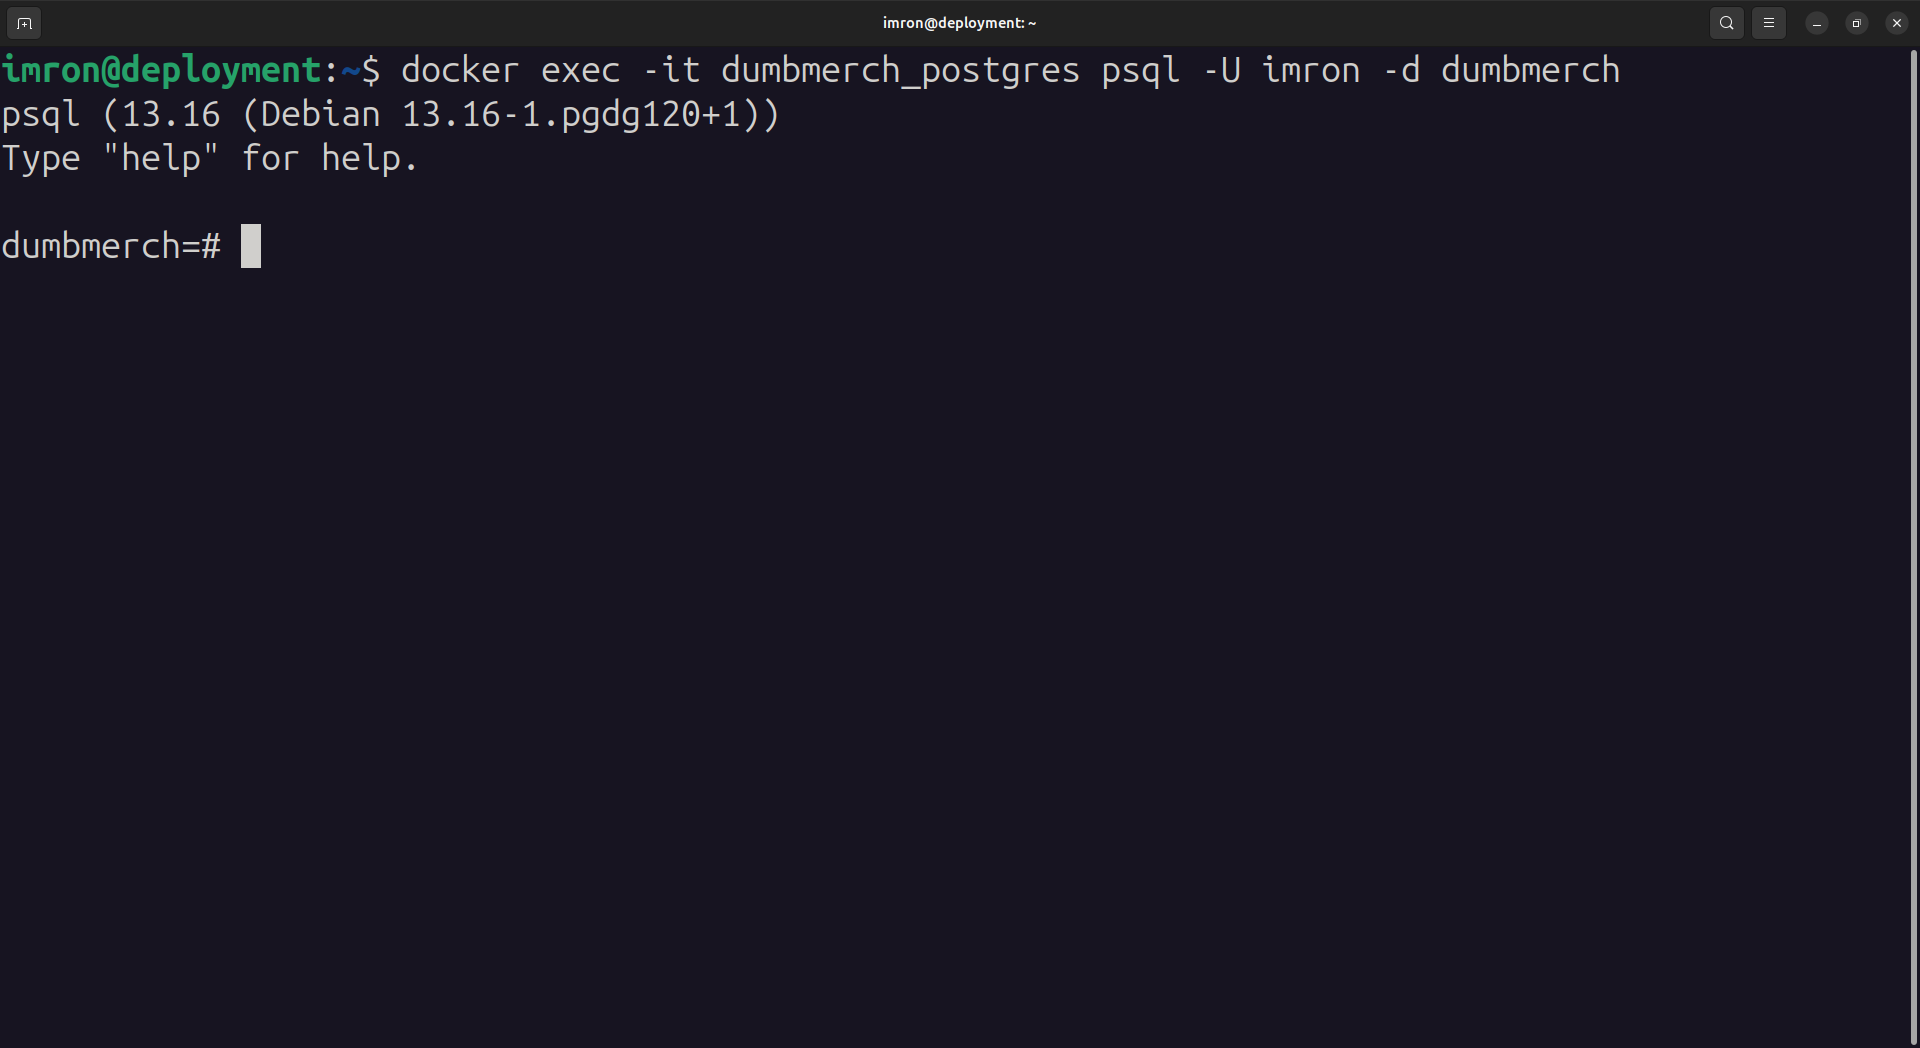 imron@deployment: ~
imron@deployment:~$ docker exec -it dumbmerch_postgres psql -U imron -d dumbmerch
psql (13.16 (Debian 13.16-1.pgdg120+1))
Type "help" for help.
dumbmerch=#